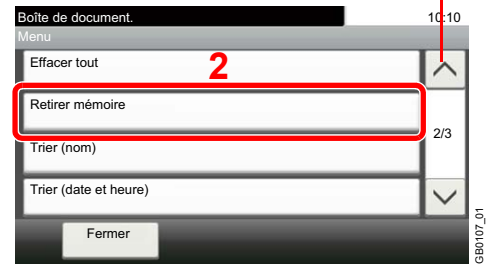 Boîte de document. 10:10
Menu
Effacer tout
2
Retirer mémoire
2/3
Trier (nom)
Trier (date et heure)
Fermer
GB0107_01